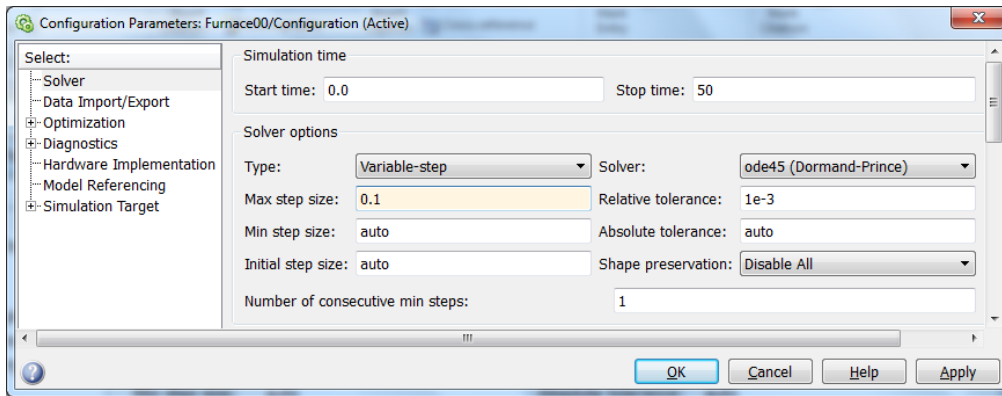 Configuration Parameters: Furnace00/Configuration (Active)
Select:
Solver
Data Import/Export
Optimization
Diagnostics
Hardware Implementation
Model Referencing
Simulation Target
Simulation time
Start time: 0.0 Stop time: 50
Solver options
Type: Variable-step Solver: ode45 (Dormand-Prince)
Max step size: 0.1 Relative tolerance: 1e-3
Min step size: auto Absolute tolerance: auto
Initial step size: auto Shape preservation: Disable All
Number of consecutive min steps: 1
OK Cancel Help Apply